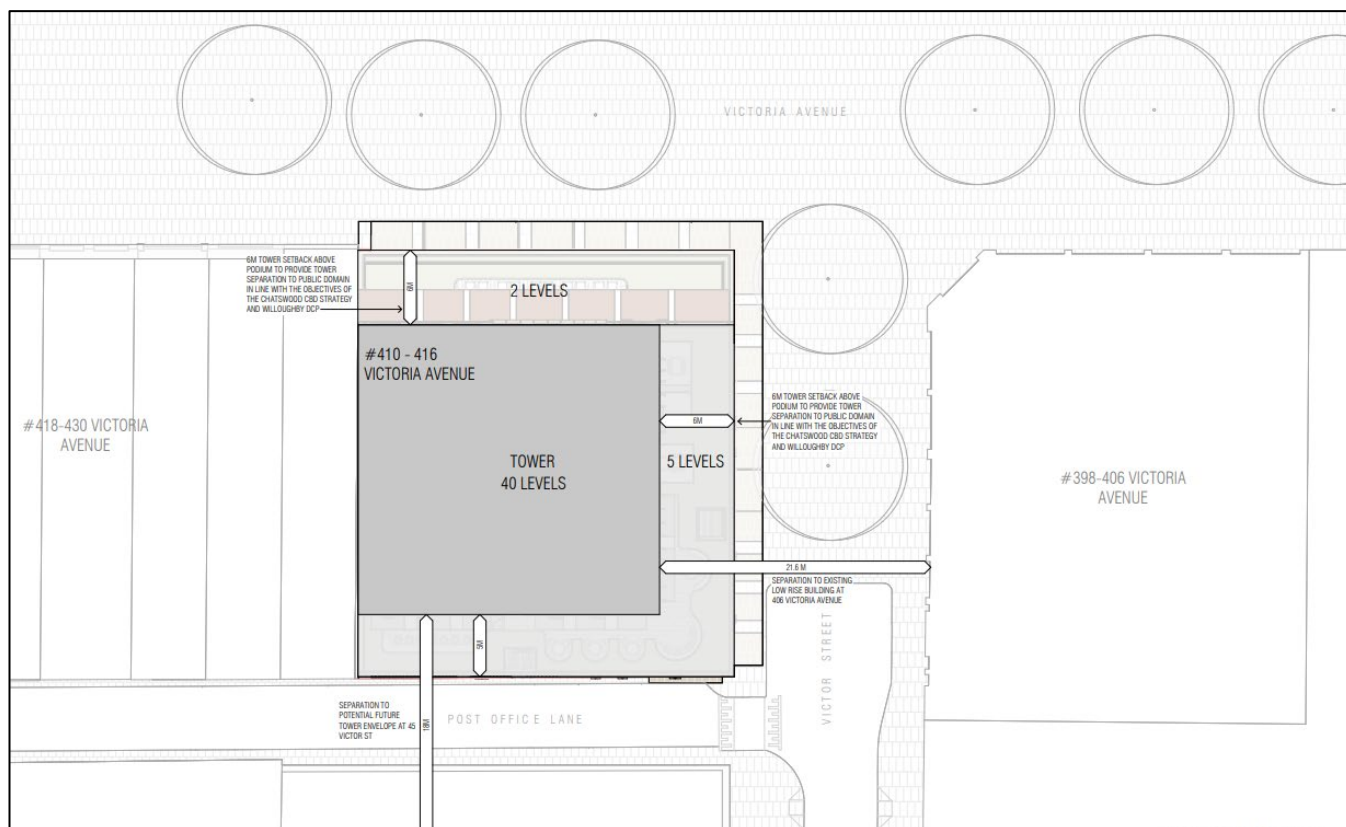 VICTORIA AVENUE
6M TOWER SETBACK ABOVE
PODIUM TO PROVIDE TOWER
SEPARATION TO PUBLIC DOMAIN
IN LINE WITH THE OBJECTIVES OF
THE CHATSWOOD CBD STRATEGY
AND WILLOUGHBY DCP
6M
2 LEVELS
#410 - 416
VICTORIA AVENUE
#418-430 VICTORIA
AVENUE
6M
6M TOWER SETBACK ABOVE
PODIUM TO PROVIDE TOWER
SEPARATION TO PUBLIC DOMAIN
IN LINE WITH THE OBJECTIVES OF
THE CHATSWOOD CBD STRATEGY
AND WILLOUGHBY DCP
TOWER
40 LEVELS
5 LEVELS
#398-406 VICTORIA
AVENUE
21.6 M
SEPARATION TO EXISTING
LOW RISE BUILDING AT
406 VICTORIA AVENUE
5M
VICTOR STREET
SEPARATION TO
POTENTIAL FUTURE
TOWER ENVELOPE AT 45
VICTOR ST
18M
POST OFFICE LANE